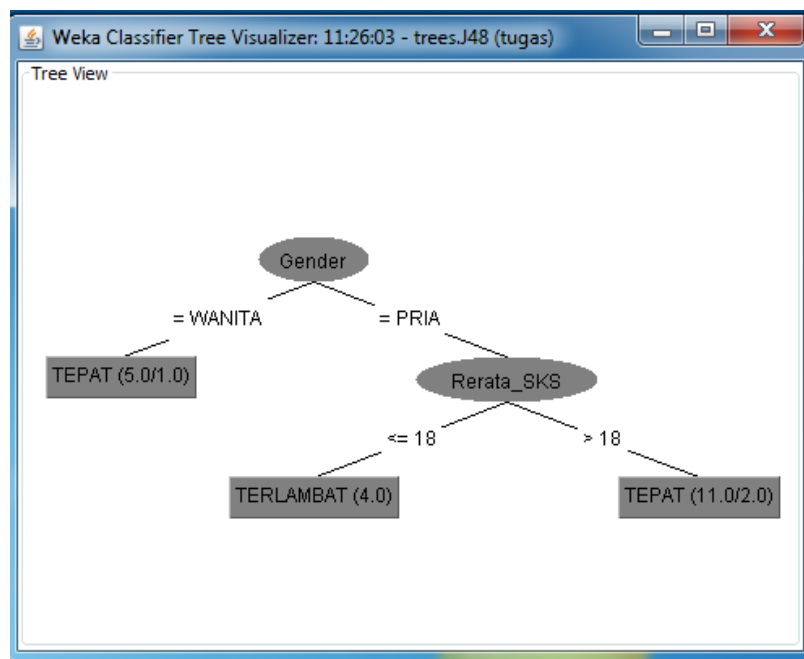 Weka Classifier Tree Visualizer: 11:26:03 - trees.J48 (tugas)
Tree View
Gender
= WANITA
= PRIA
TEPAT (5.0/1.0)
Rerata_SKS
<= 18
> 18
TERLAMBAT (4.0)
TEPAT (11.0/2.0)